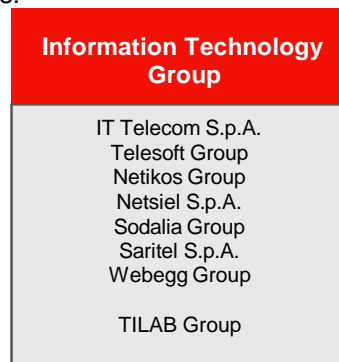 Information Technology
Group
IT Telecom S.p.A.
Telesoft Group
Netikos Group
Netsiel S.p.A.
Sodalia Group
Saritel S.p.A.
Webegg Group
TILAB Group